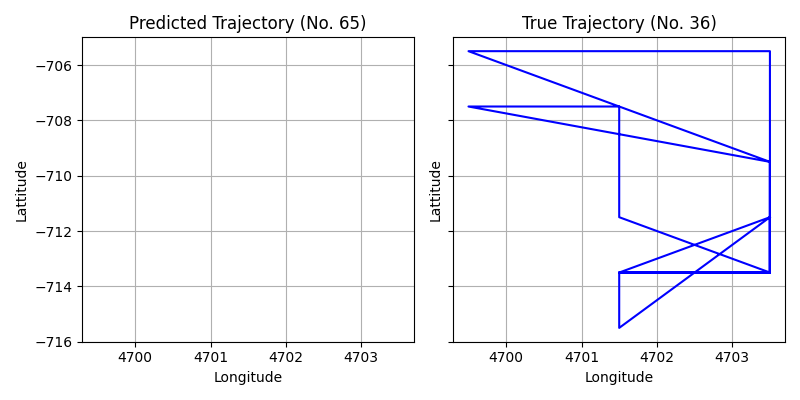 Predicted Trajectory (No. 65)
True Trajectory (No. 36)
Lattitude
−706
−708
−710
−712
−714
−716
4700 4701 4702 4703
Longitude
Lattitude
4700 4701 4702 4703
Longitude